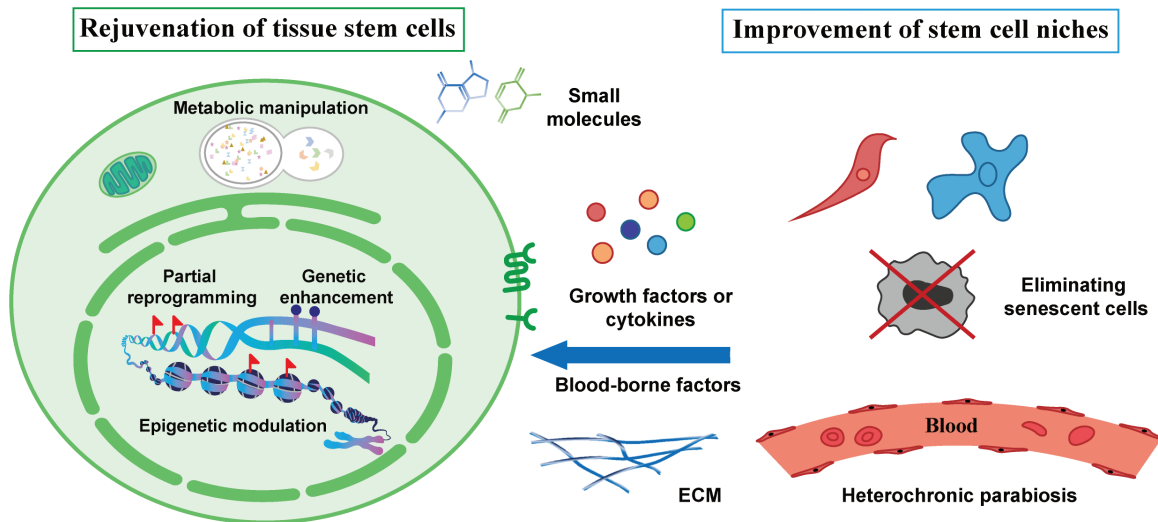 Rejuvenation of tissue stem cells
Improvement of stem cell niches
Metabolic manipulation
Small
molecules
Partial
reprogramming
Genetic
enhancement
Epigenetic modulation
Growth factors or
cytokines
Blood-borne factors
ECM
Eliminating
senescent cells
Blood
Heterochronic parabiosis